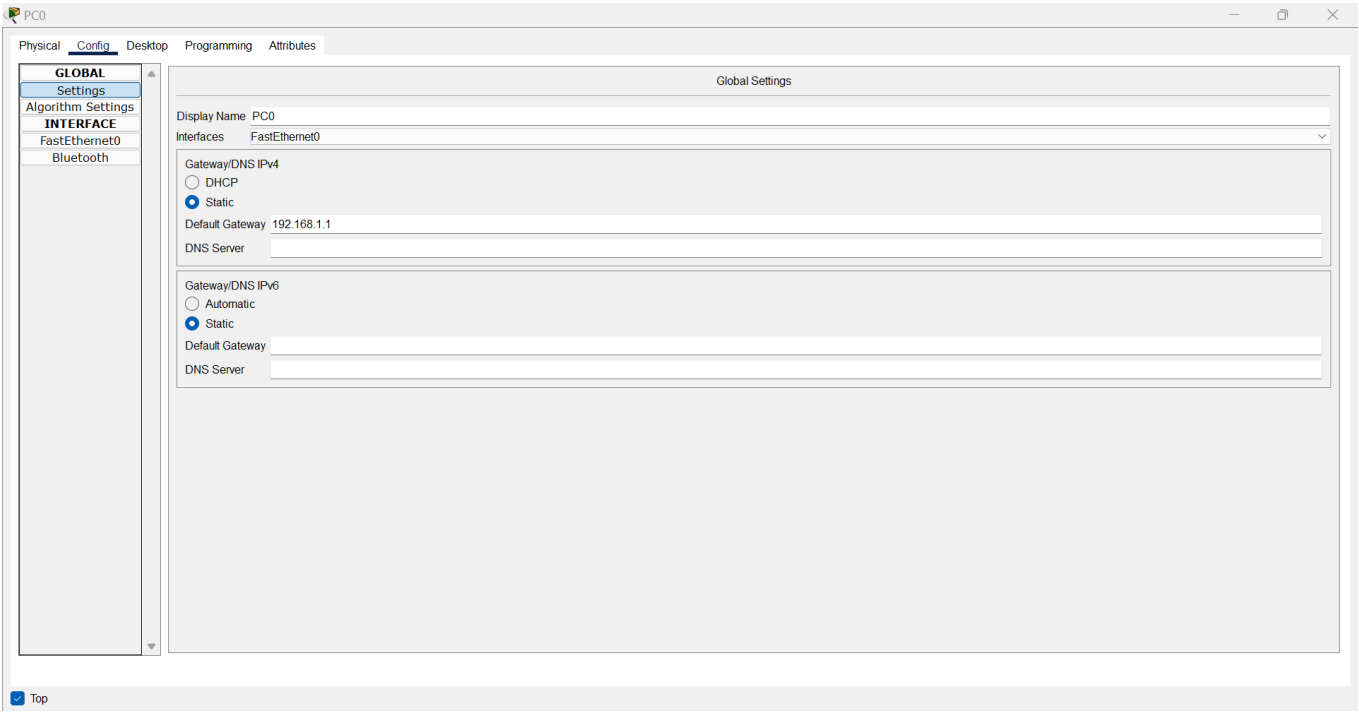 PC0
Physical Config Desktop Programming Attributes
GLOBAL
Settings
Algorithm Settings
INTERFACE
FastEthernet0
Bluetooth
Global Settings
Display Name PC0
Interfaces FastEthernet0
Gateway/DNS IPv4
DHCP
Static
Default Gateway 192.168.1.1
DNS Server
Gateway/DNS IPv6
Automatic
Static
Default Gateway
DNS Server
Top